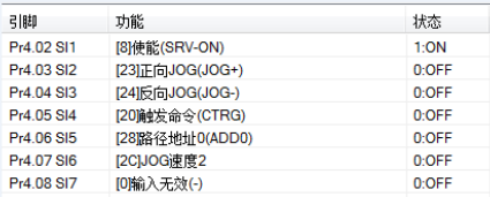 引脚 功能 状态
Pr4.02 SI1 [8]使能(SRV-ON) 1:ON
Pr4.03 SI2 [23]正向JOG(JOG+) 0:OFF
Pr4.04 SI3 [24]反向JOG(JOG-) 0:OFF
Pr4.05 SI4 [20]触发命令(CTRG) 0:OFF
Pr4.06 SI5 [28]路径地址0(ADD0) 0:OFF
Pr4.07 SI6 [2C]JOG速度2 0:OFF
Pr4.08 SI7 [0]输入无效(-) 0:OFF